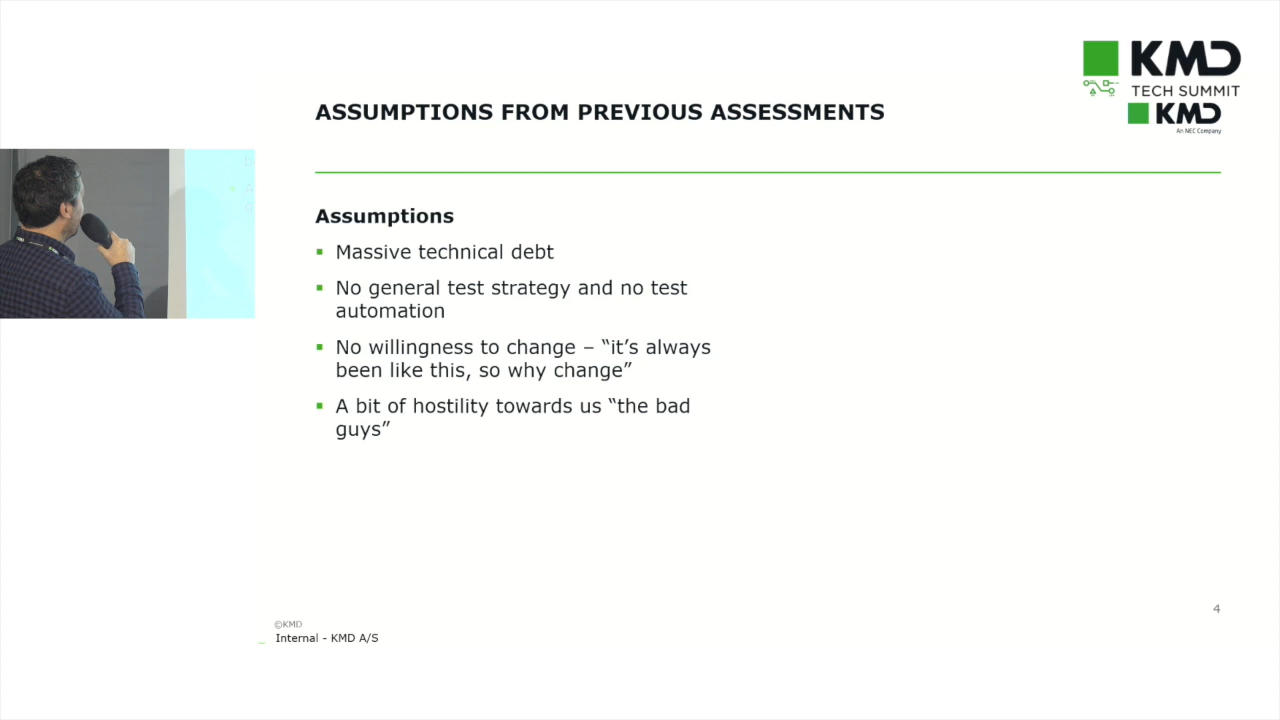 KMD
TECH SUMMIT
KMD
An NEC Company
ASSUMPTIONS FROM PREVIOUS ASSESSMENTS
Assumptions
Massive technical debt
No general test strategy and no test
automation
No willingness to change – “it’s always
been like this, so why change”
A bit of hostility towards us “the bad
guys”
4
©KMD
Internal - KMD A/S